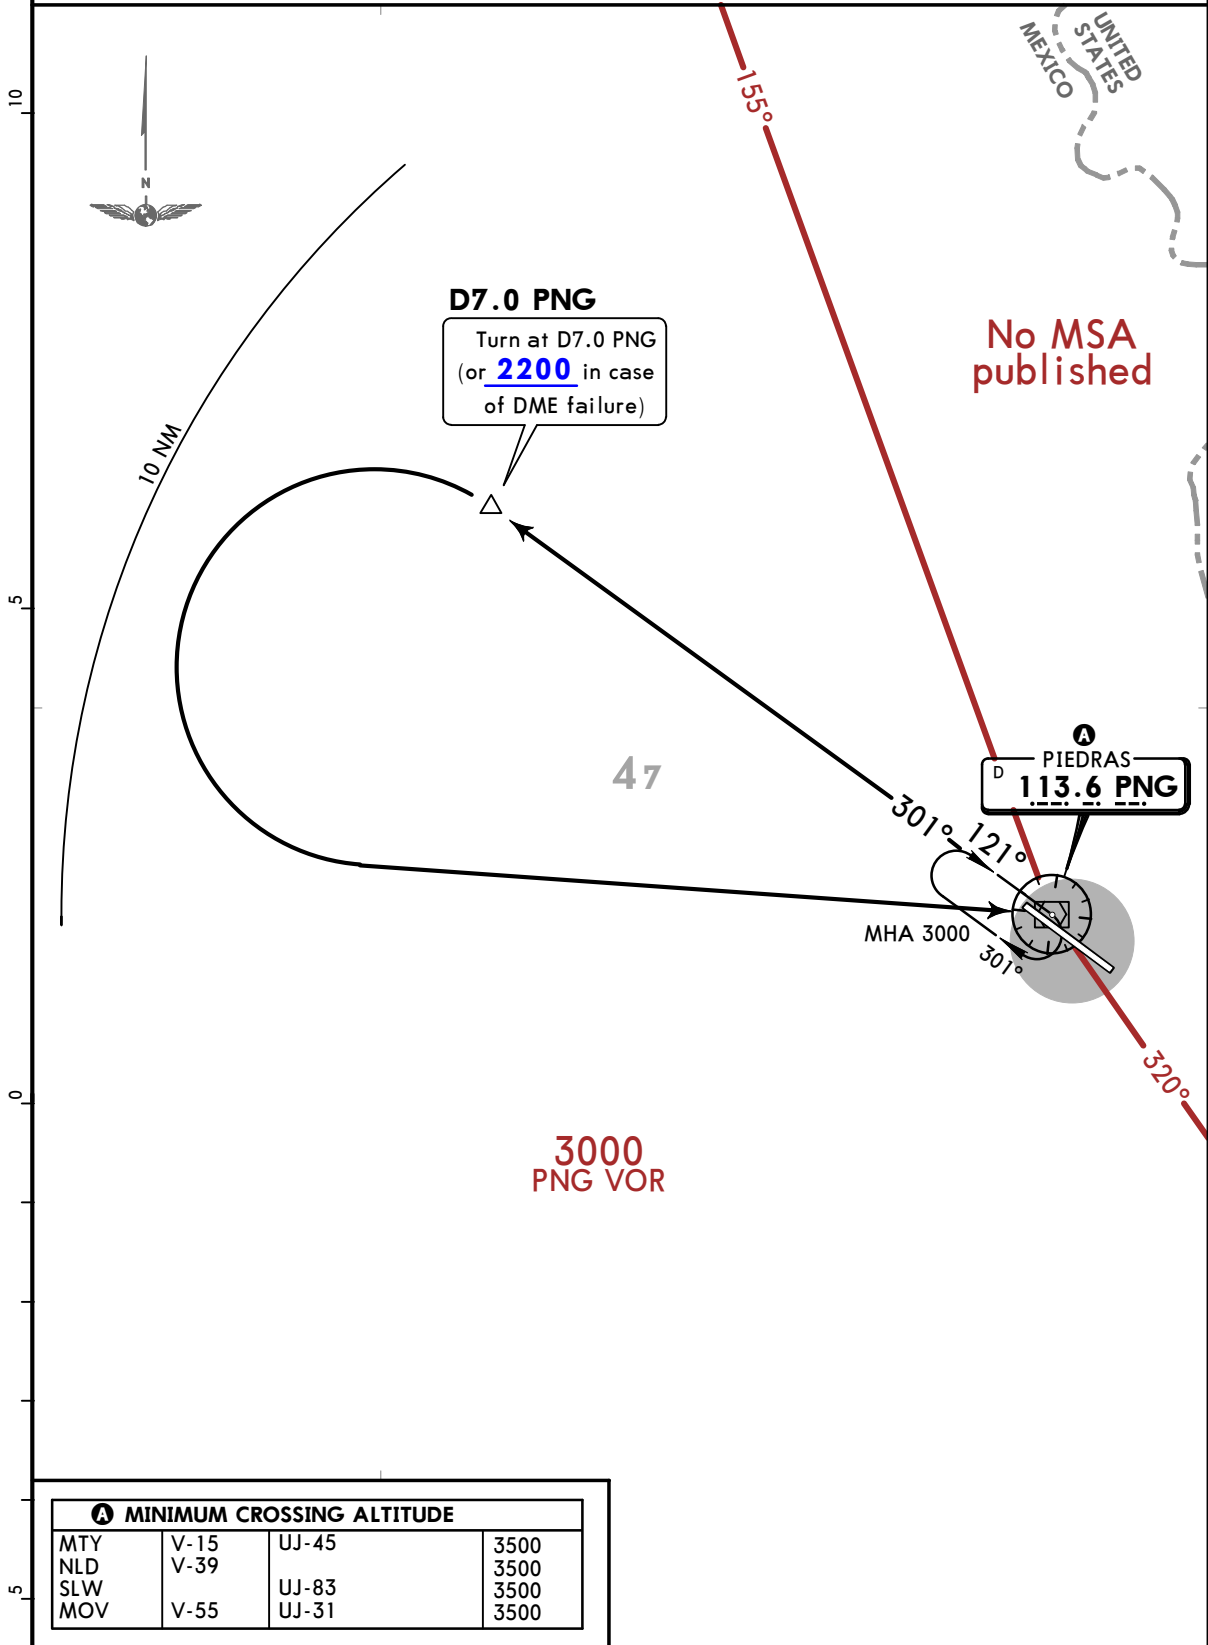 UNITED
STATES
MEXICO
155°
10
N
D7.0 PNG
Turn at D7.0 PNG
(or 2200 in case
of DME failure)
No MSA
published
10 NM
5
A
PIEDRAS
D 113.6 PNG
47
301° 121°
MHA 3000
301°
320°
0
3000
PNG VOR
A MINIMUM CROSSING ALTITUDE
MTY V-15 UJ-45 3500
NLD V-39 3500
SLW UJ-83 3500
MOV V-55 UJ-31 3500
5